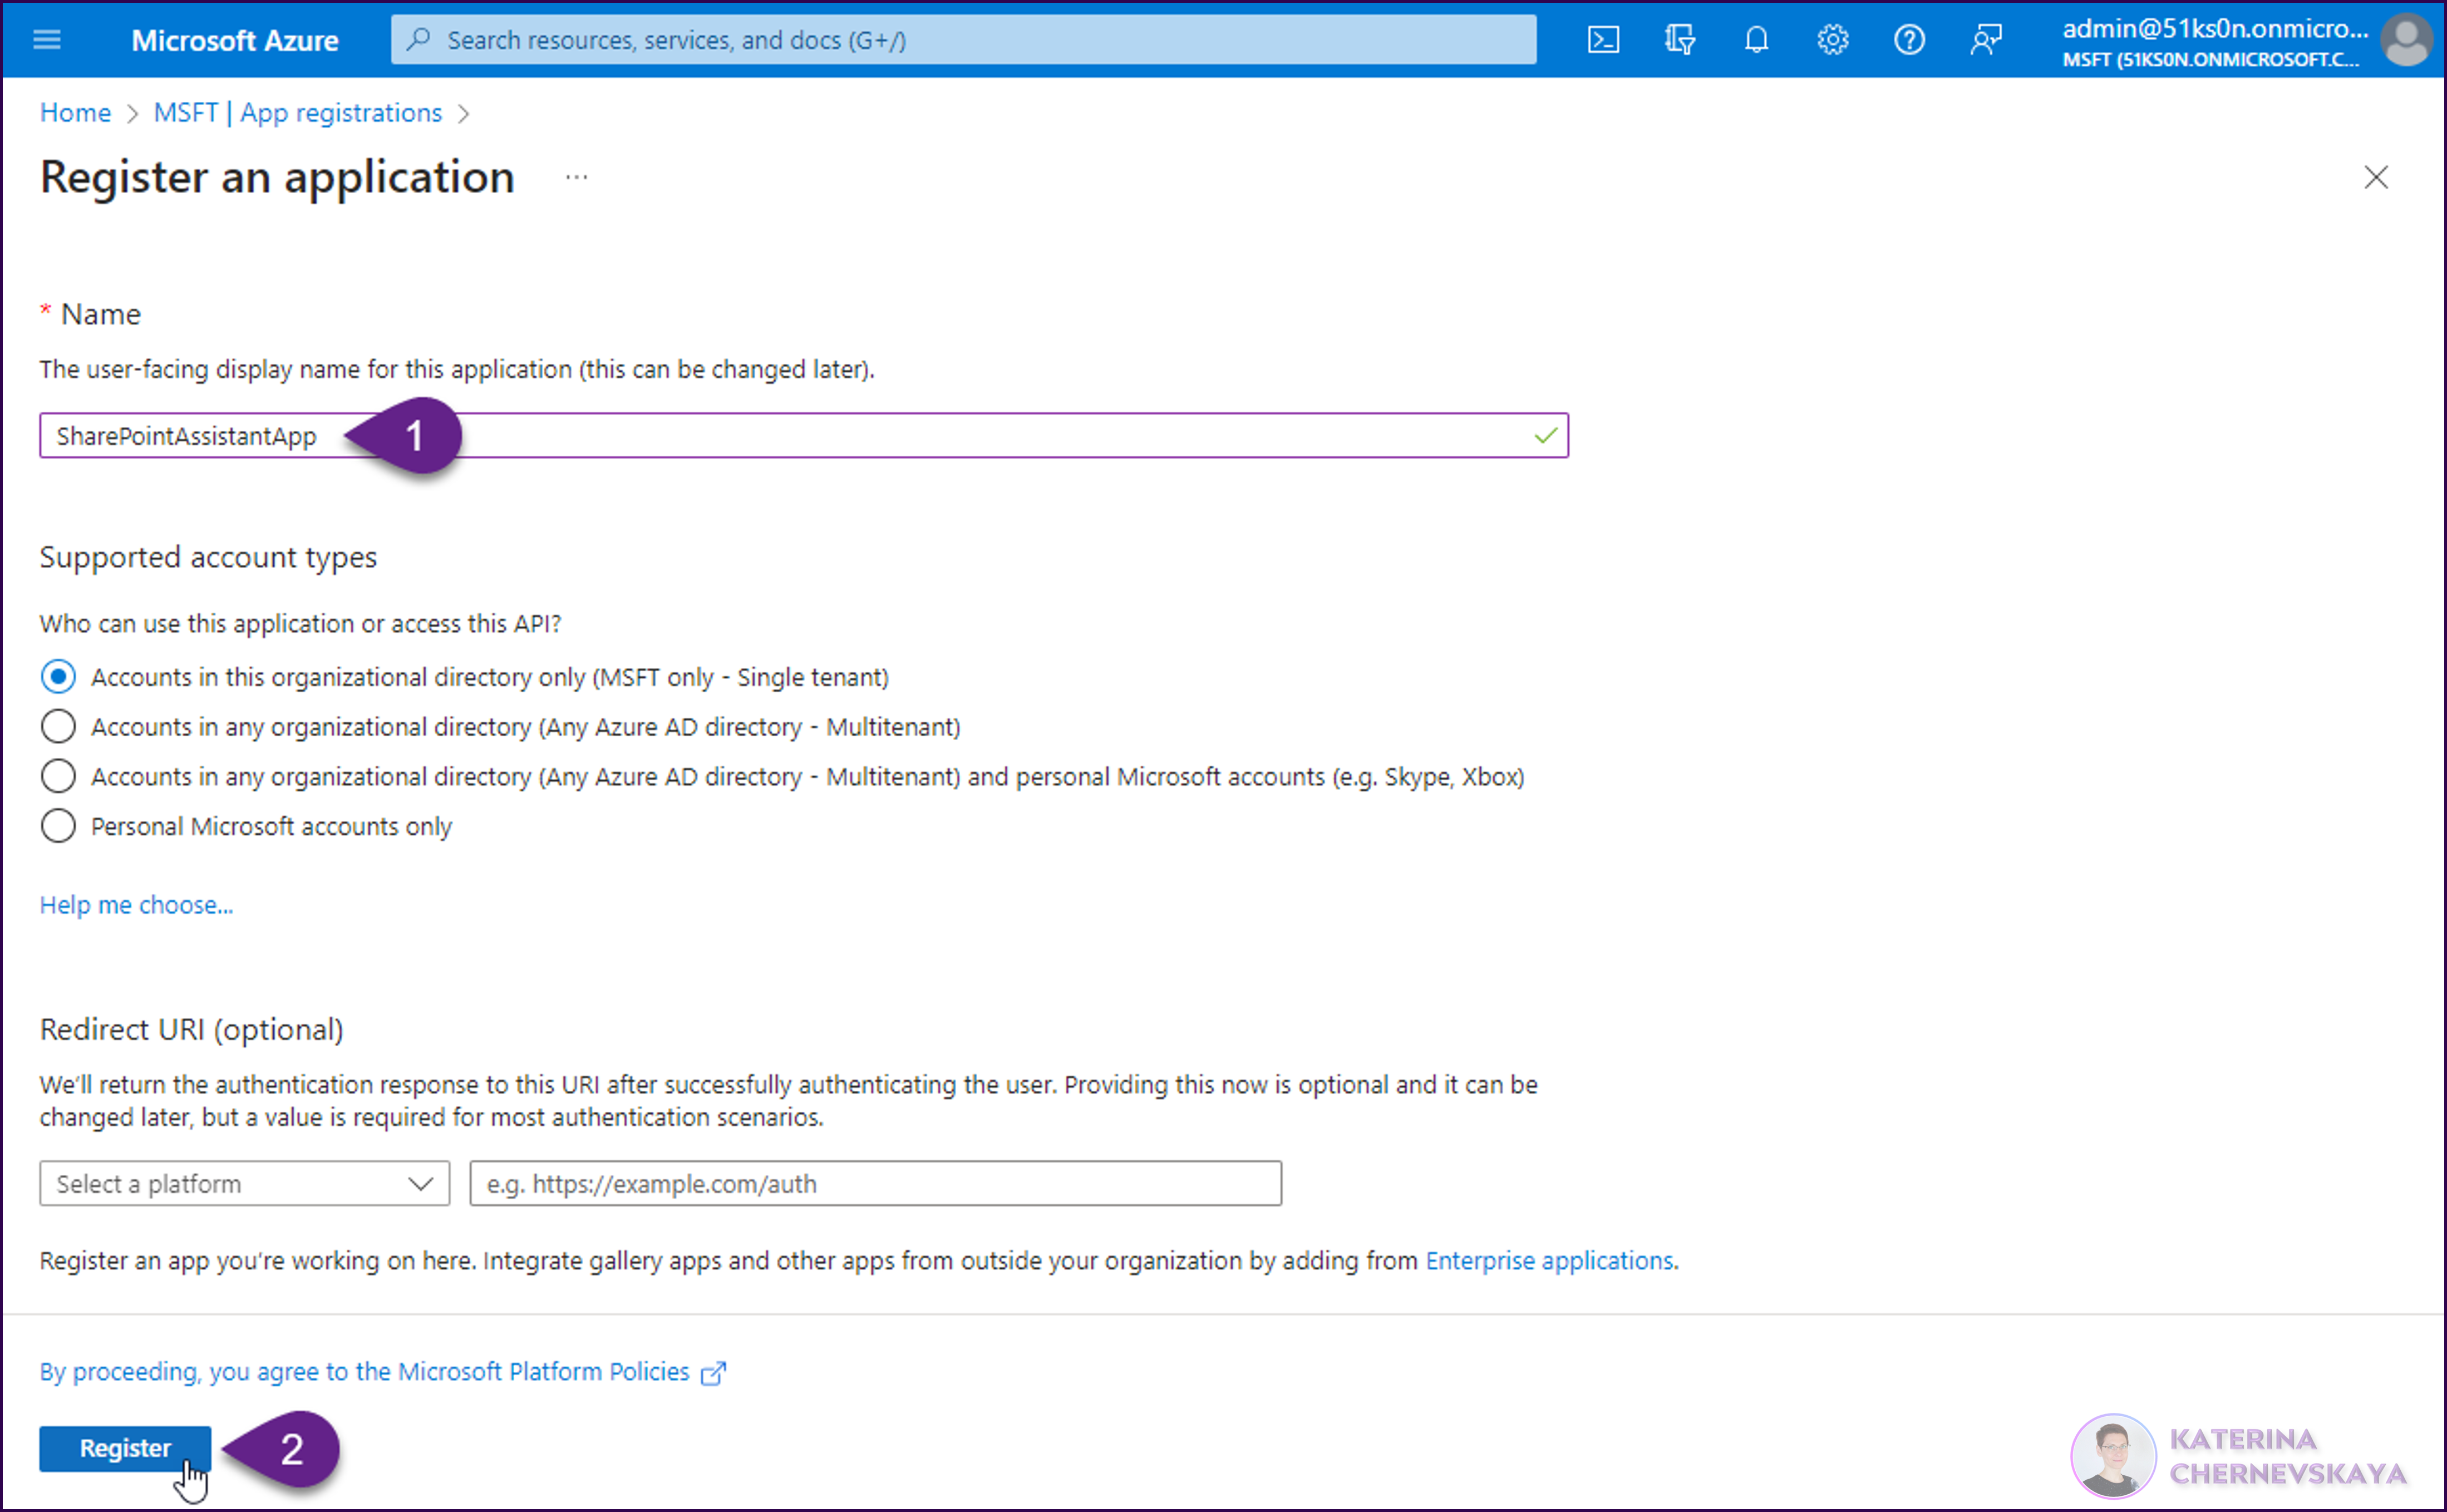 Microsoft Azure
Search resources, services, and docs (G+/)
admin@51ks0n.onmicro...
MSFT (51KS0N.ONMICROSOFT.C...
Home > MSFT | App registrations >
Register an application ...
* Name
The user-facing display name for this application (this can be changed later).
SharePointAssistantApp
1
Supported account types
Who can use this application or access this API?
Accounts in this organizational directory only (MSFT only - Single tenant)
Accounts in any organizational directory (Any Azure AD directory - Multitenant)
Accounts in any organizational directory (Any Azure AD directory - Multitenant) and personal Microsoft accounts (e.g. Skype, Xbox)
Personal Microsoft accounts only
Help me choose...
Redirect URI (optional)
We'll return the authentication response to this URI after successfully authenticating the user. Providing this now is optional and it can be
changed later, but a value is required for most authentication scenarios.
Select a platform
e.g. https://example.com/auth
Register an app you're working on here. Integrate gallery apps and other apps from outside your organization by adding from Enterprise applications.
By proceeding, you agree to the Microsoft Platform Policies
Register
2
KATERINA
CHERNEVSKAYA